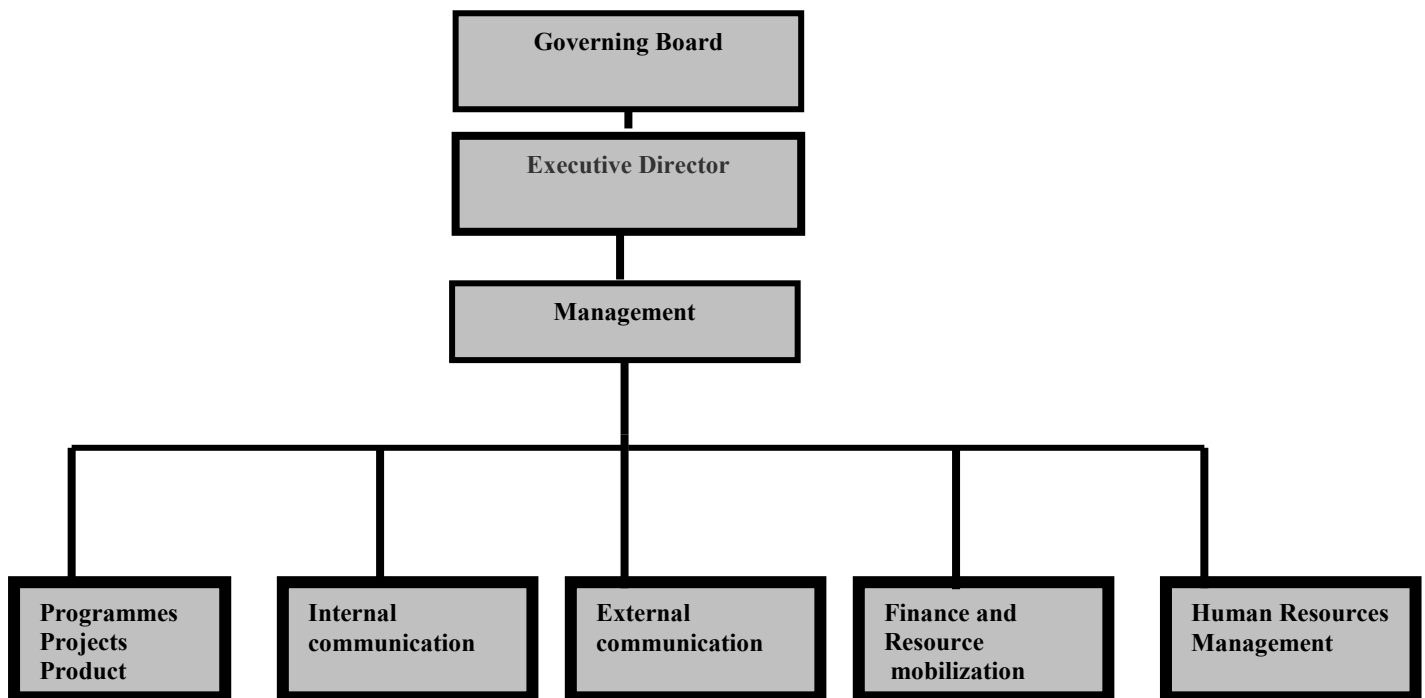 Governing Board
Executive Director
Management
Programmes
Projects
Product
Internal
communication
External
communication
Finance and
Resource
mobilization
Human Resources
Management